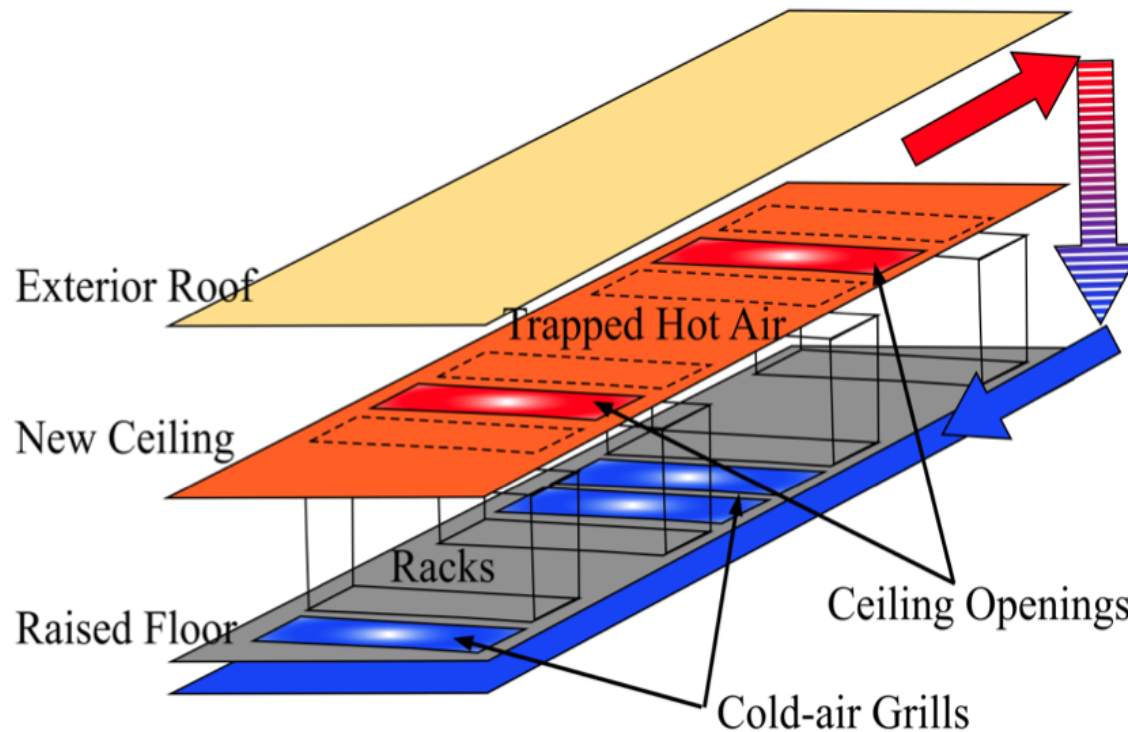 Exterior Roof
Trapped Hot Air
New Ceiling
Racks
Raised Floor
Ceiling Openings
Cold-air Grills